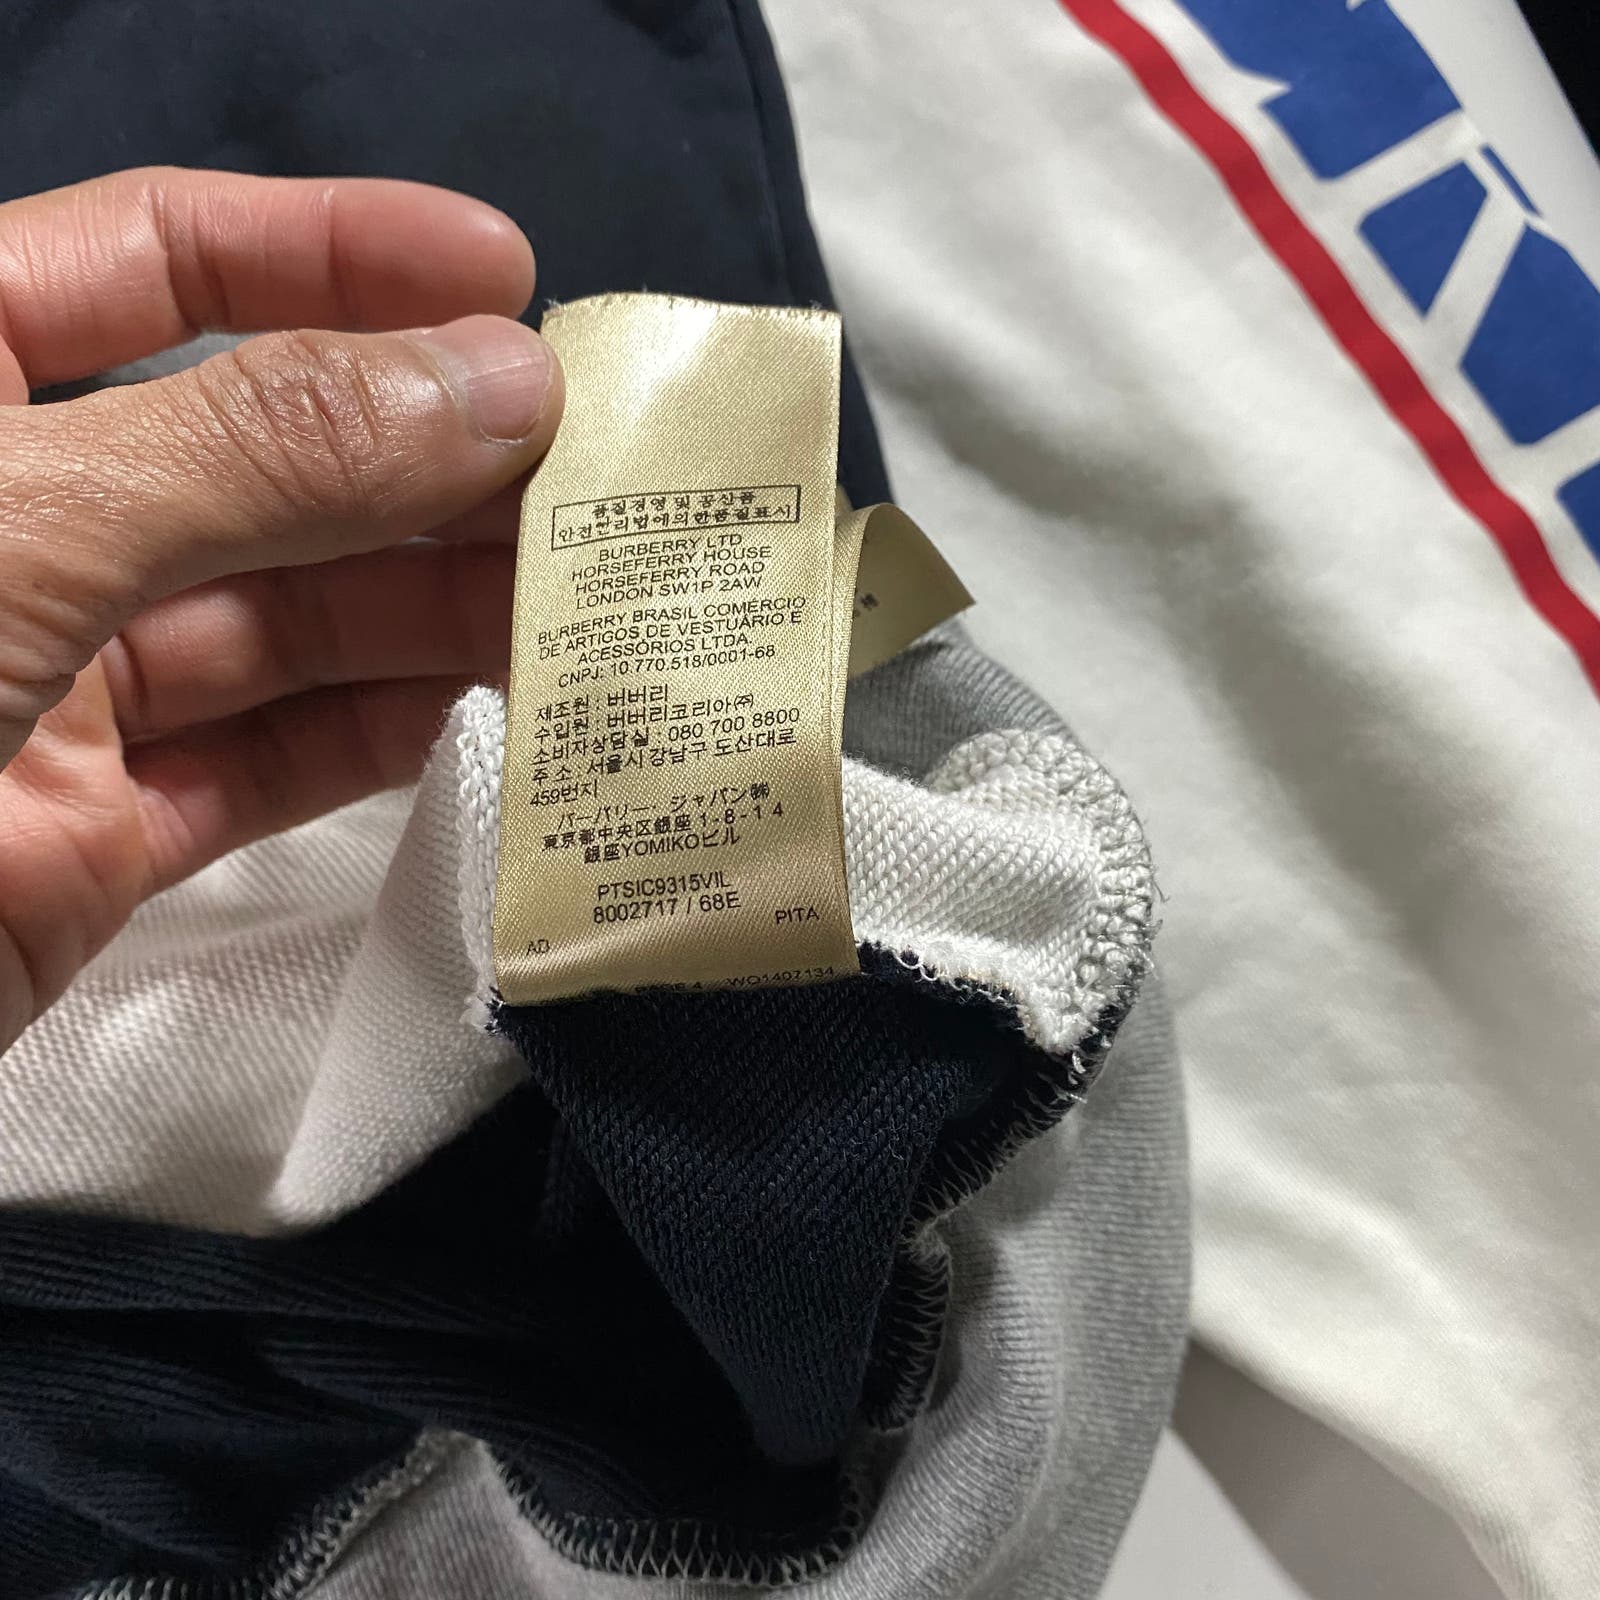 품질경영 및 공산품
안전관리법에의한품질표시
BURBERRY LTD
HORSEFERRY HOUSE
HORSEFERRY ROAD
LONDON SW1P 2AW
BURBERRY BRASIL COMERCIO
DE ARTIGOS DE VESTUÁRIO E
ACESSÓRIOS LTDA
CNPJ: 10.770.518/0001-68
제조원 : 버버리
수입원 : 버버리코리아㈜
소비자상담실 : 080 700 8800
주 소 : 서울시 강남구 도산대로
459번지
バーバリー・ジャパン㈱
東京都中央区銀座 1-8-14
銀座YOMIKOビル
PTSIC9315VIL
8002717 / 68E
PITA
AD
WO1407134